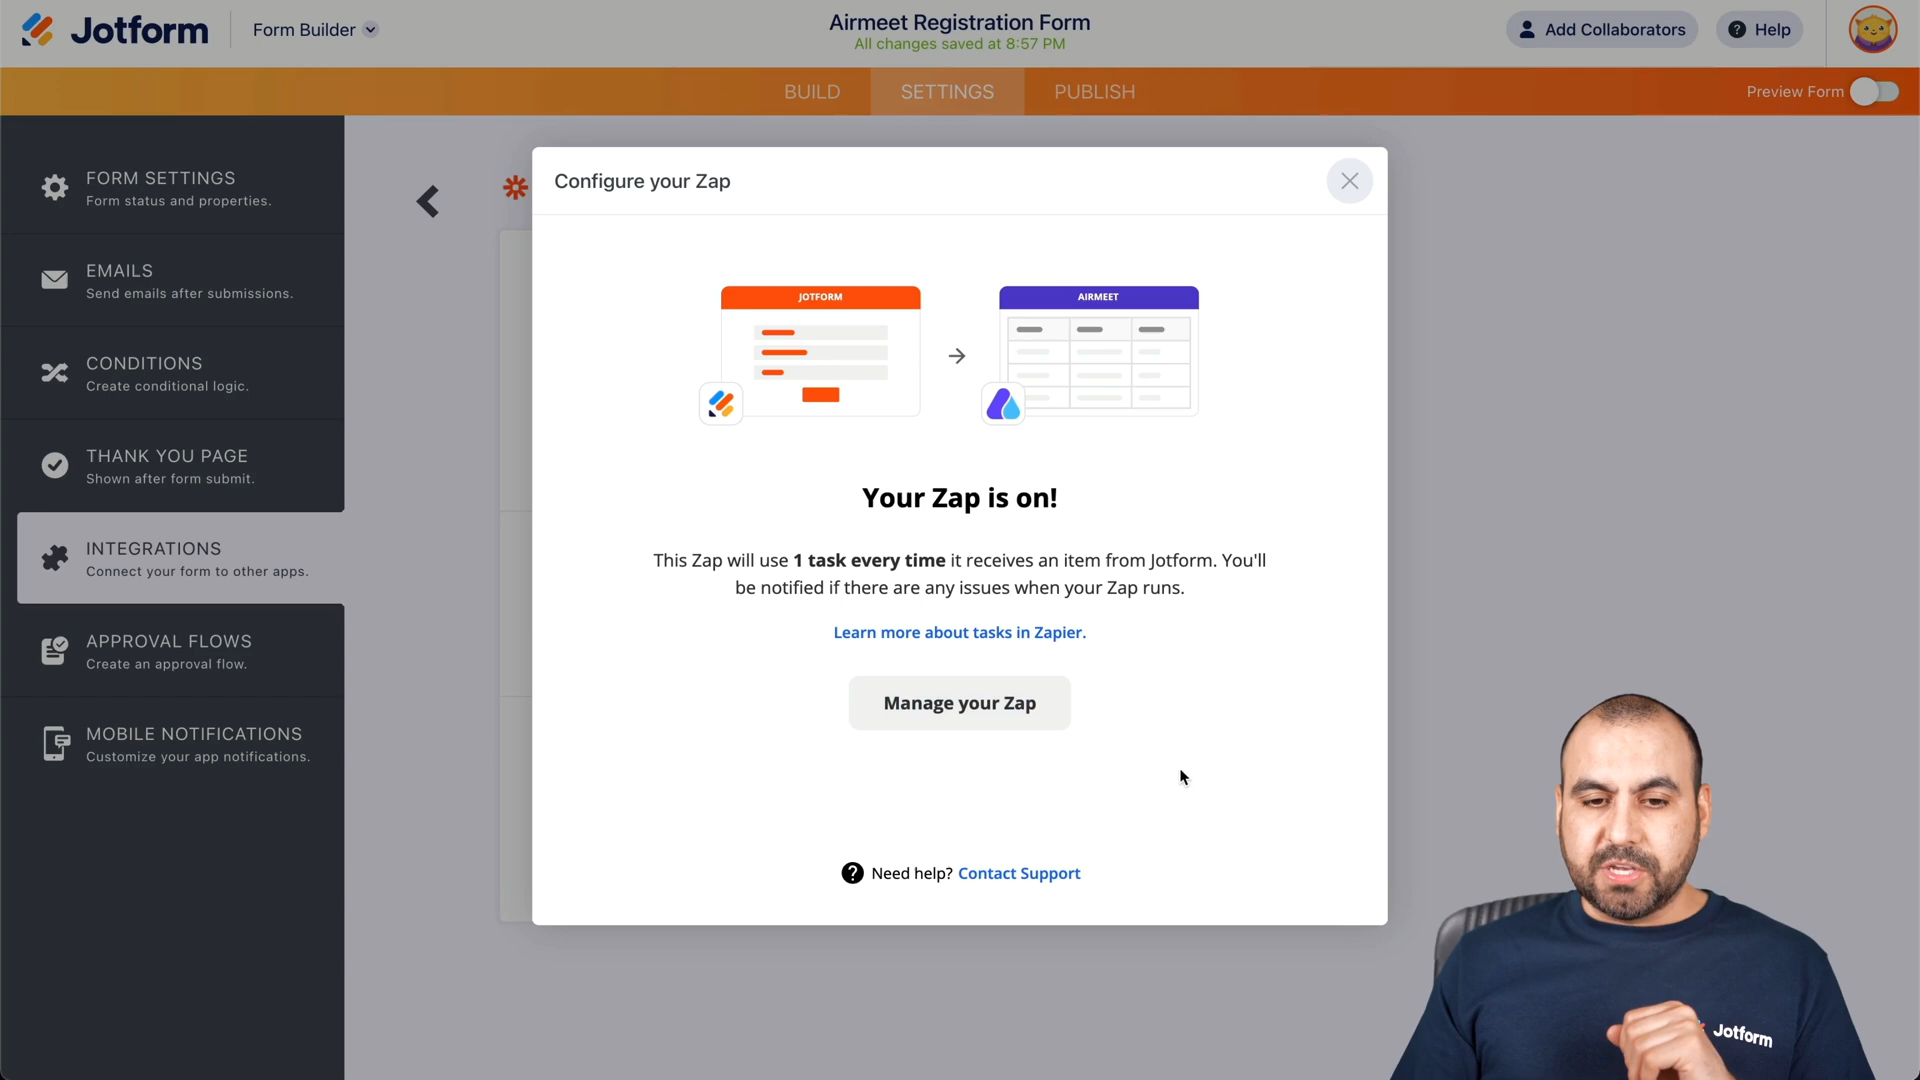 Jotform
Form Builder
Airmeet Registration Form
All changes saved at 8:57 PM
Add Collaborators
Help
BUILD
SETTINGS
PUBLISH
Preview Form
FORM SETTINGS
Form status and properties.
EMAILS
Send emails after submissions.
CONDITIONS
Create conditional logic.
THANK YOU PAGE
Shown after form submit.
INTEGRATIONS
Connect your form to other apps.
APPROVAL FLOWS
Create an approval flow.
MOBILE NOTIFICATIONS
Customize your app notifications.
Configure your Zap
JOTFORM
AIRMEET
Your Zap is on!
This Zap will use 1 task every time it receives an item from Jotform. You'll
be notified if there are any issues when your Zap runs.
Learn more about tasks in Zapier.
Manage your Zap
Need help? Contact Support
Jotform